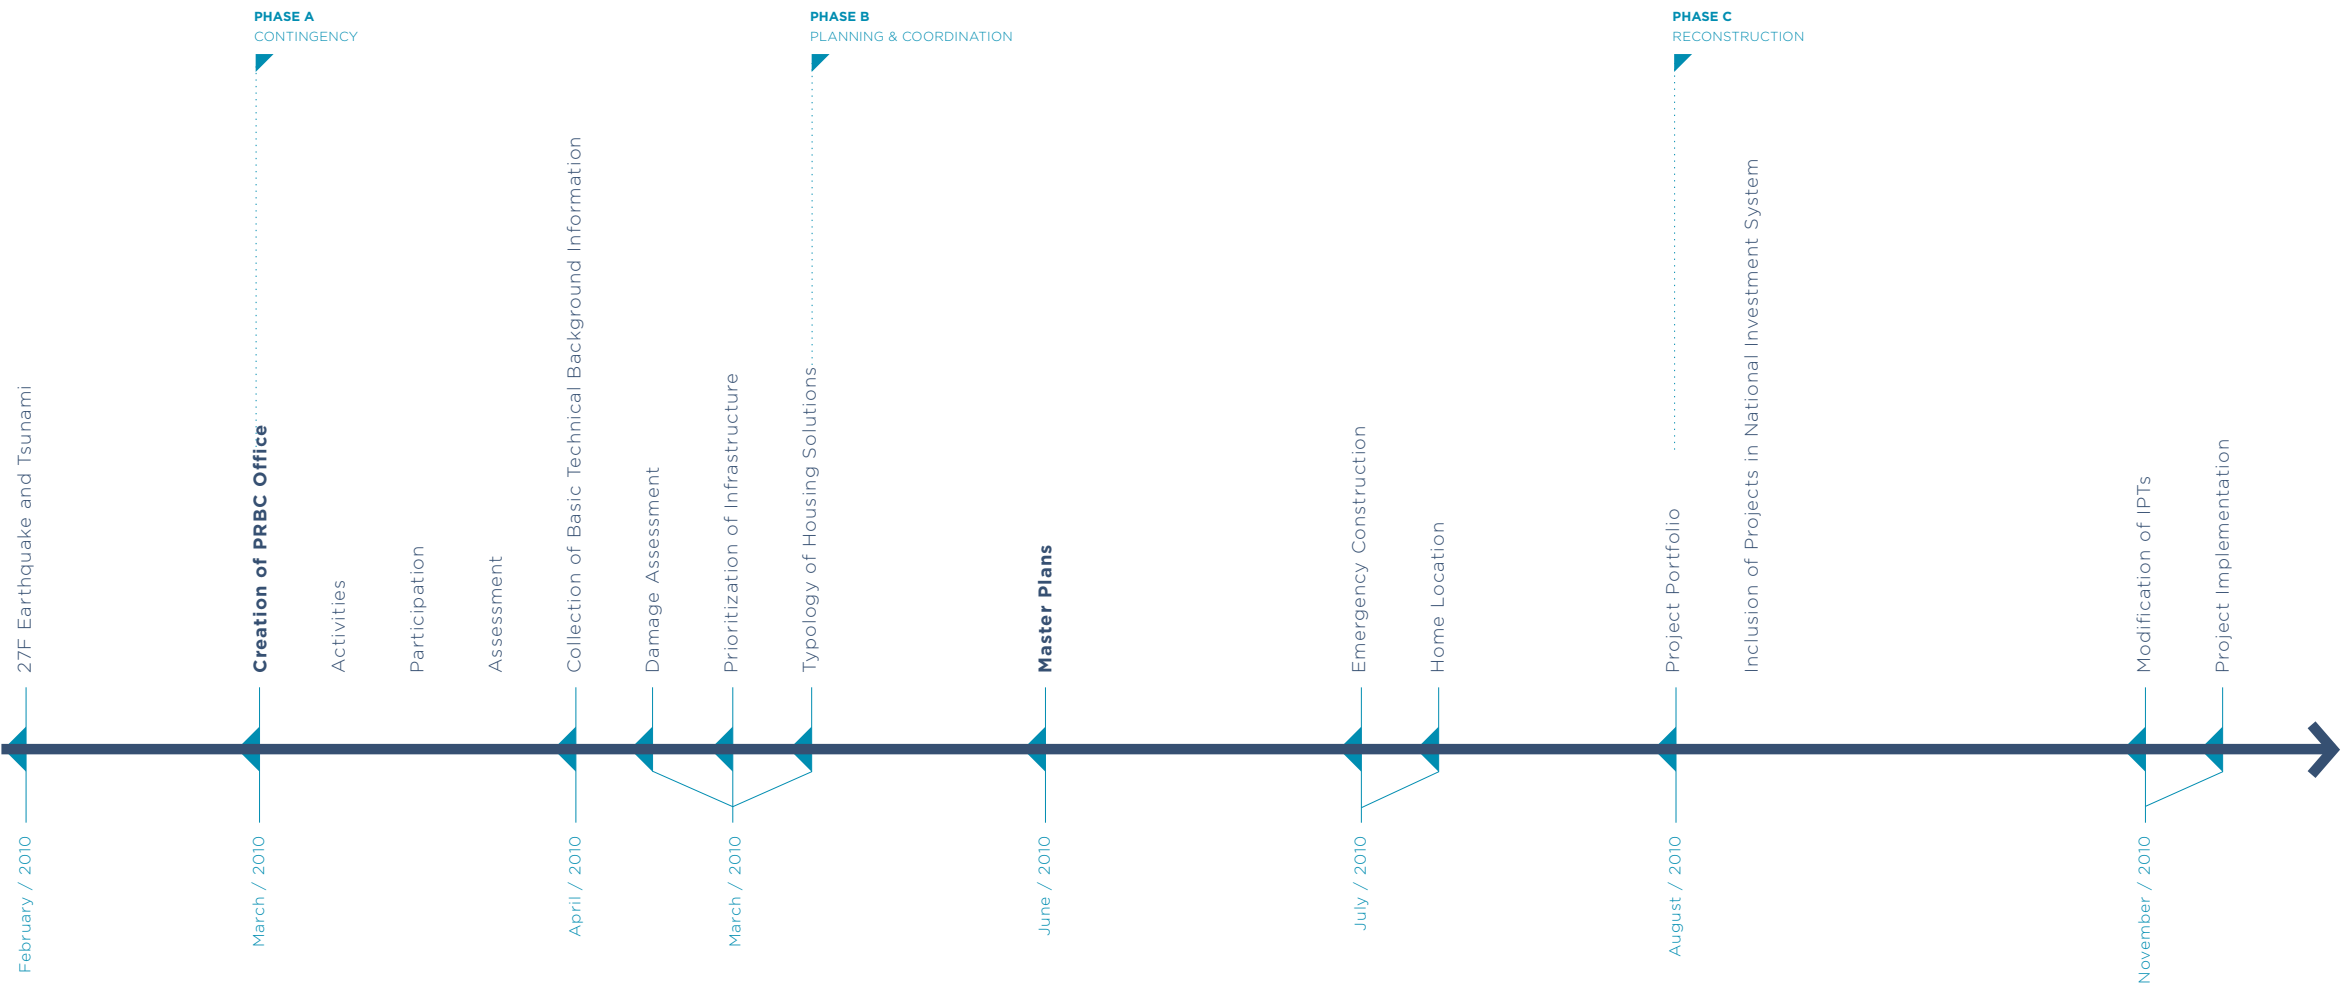 PHASE A
CONTINGENCY
PHASE B
PLANNING & COORDINATION
PHASE C
RECONSTRUCTION
27F Earthquake and Tsunami
Creation of PRBC Office
Activities
Participation
Assessment
Collection of Basic Technical Background Information
Damage Assessment
Prioritization of Infrastructure
Typology of Housing Solutions
Master Plans
Emergency Construction
Home Location
Project Portfolio
Inclusion of Projects in National Investment System
Modification of IPTs
Project Implementation
February / 2010
March / 2010
April / 2010
March / 2010
June / 2010
July / 2010
August / 2010
November / 2010